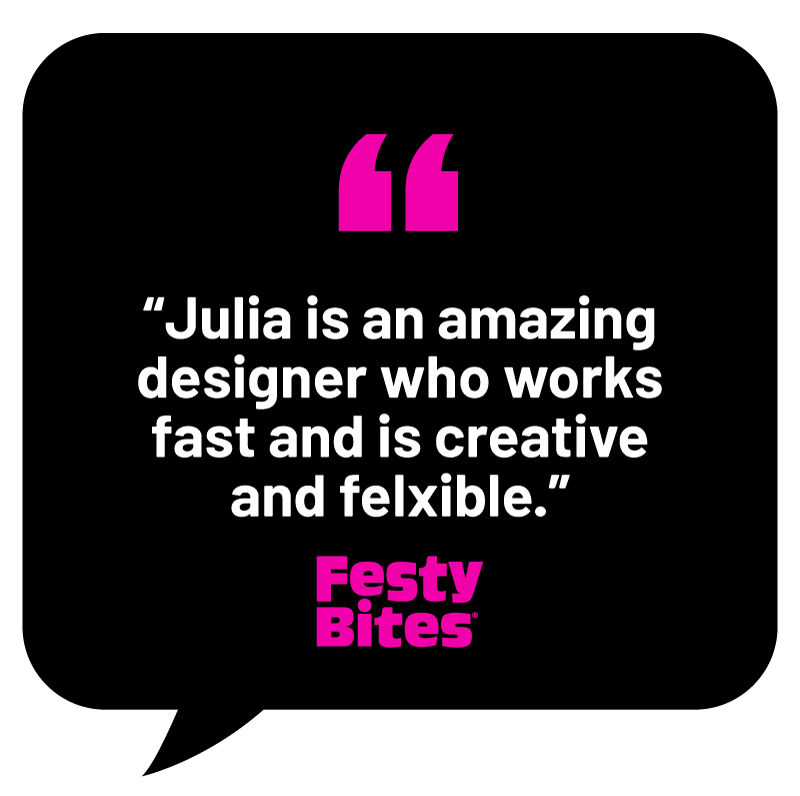 “Julia is an amazing
designer who works
fast and is creative
and felxible.”
Festy
Bites®